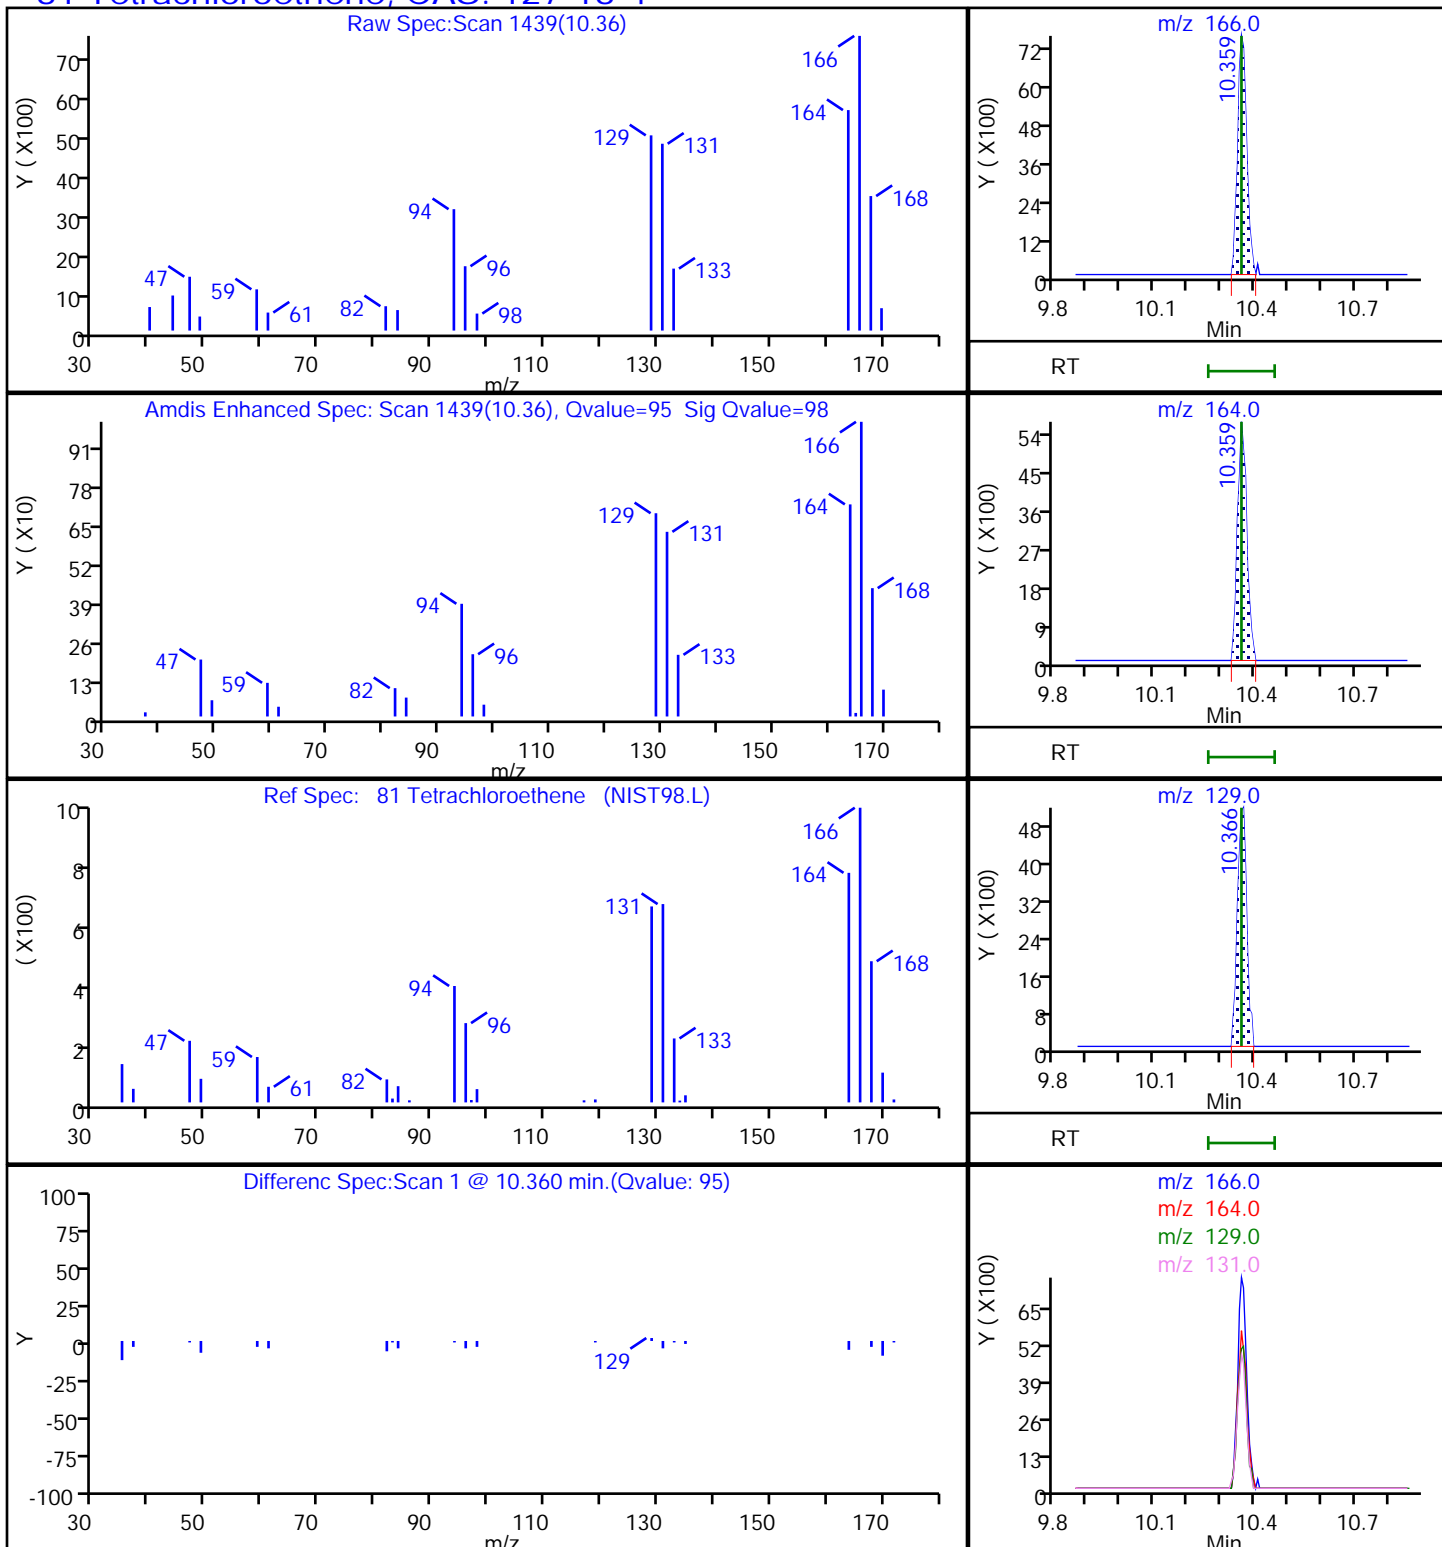 81 Tetrachloroethene, CAS: 127-18-4
Raw Spec:Scan 1439(10.36)
Y ( X100)
70
60
50
40
30
20
10
0
166
164
129
131
168
94
96
133
47
59
61
82
98
30 50 70 90 110 130 150 170
m/z
m/z 166.0
Y ( X100)
72
60
48
36
24
12
0
10.359
9.8 10.1 10.4 10.7
Min
RT
Amdis Enhanced Spec: Scan 1439(10.36), Qvalue=95 Sig Qvalue=98
Y ( X10)
91
78
65
52
39
26
13
0
166
164
129
131
168
94
96
133
47
59
82
30 50 70 90 110 130 150 170
m/z
m/z 164.0
Y ( X100)
54
45
36
27
18
9
0
10.359
9.8 10.1 10.4 10.7
Min
RT
Ref Spec: 81 Tetrachloroethene (NIST98.L)
( X100)
10
8
6
4
2
0
166
164
131
168
94
96
133
47
59
61
82
30 50 70 90 110 130 150 170
m/z
m/z 129.0
Y ( X100)
48
40
32
24
16
8
0
10.366
9.8 10.1 10.4 10.7
Min
RT
Differenc Spec:Scan 1 @ 10.360 min.(Qvalue: 95)
Y
100
75
50
25
0
-25
-50
-75
-100
129
30 50 70 90 110 130 150 170
m/z
m/z 166.0
m/z 164.0
m/z 129.0
m/z 131.0
Y ( X100)
65
52
39
26
13
0
9.8 10.1 10.4 10.7
Min